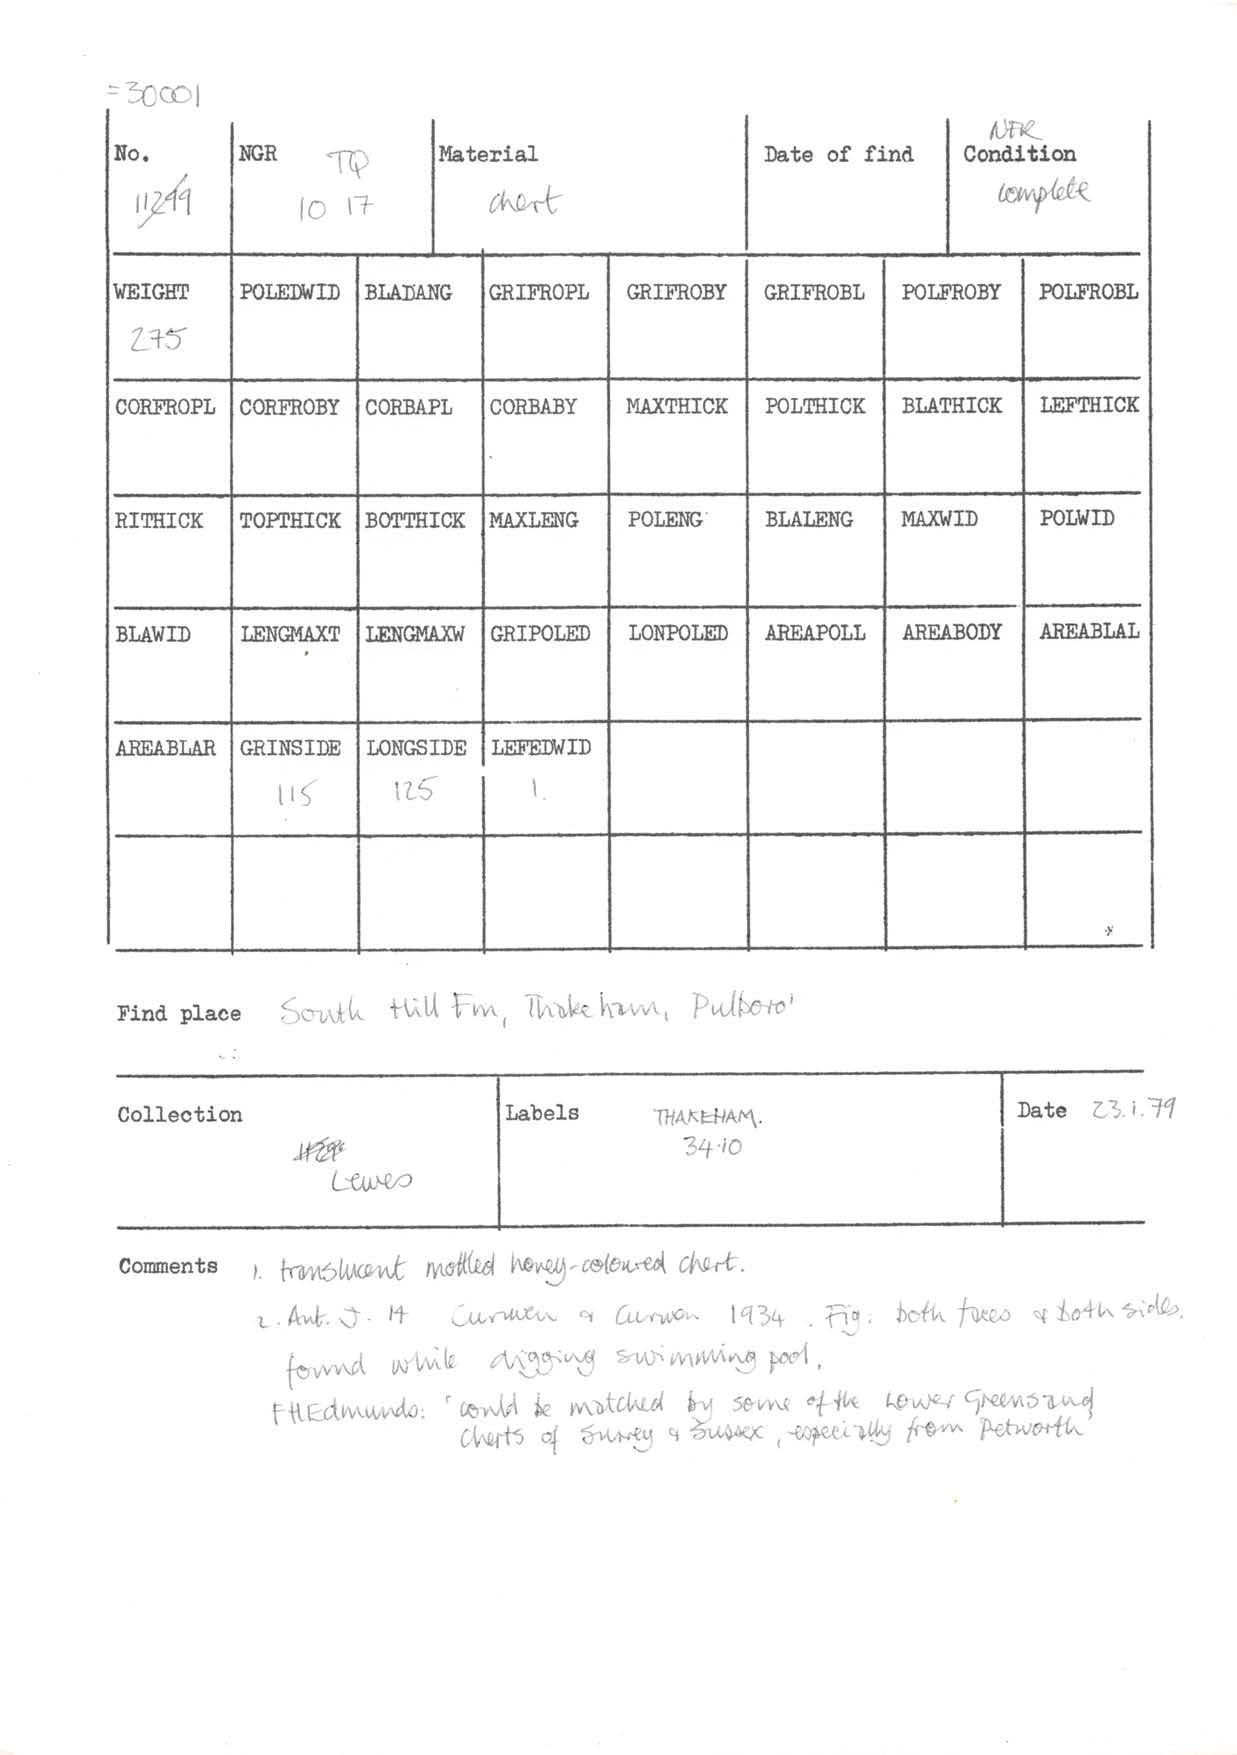 =30001
No. NGR TQ Material Date of find NFR Condition
11299 10 17 chert complete
WEIGHT POLEDWID BLADANG GRIFROPL GRIFROBY GRIFROBL POLFROBY POLFROBL
275
CORFROPL CORFROBY CORBAPL CORBABY MAXTHICK POLTHICK BLATHICK LEFTHICK
RITHICK TOPTHICK BOTTHICK MAXLENG POLENG BLALENG MAXWID POLWID
BLAWID LENGMAXT LENGMAXW GRIPOLED LONPOLED AREAPOLL AREABODY AREABLAL
AREABLAR GRINSIDE LONGSIDE LEFEDWID
115 125 1.
Find place South Hill Fm, Thakeham, Pulboro'
Collection Labels THAKEHAM. Date 23.i.79
34·10
Lewes
Comments 1. translucent mottled honey-coloured chert.
2. Ant. J. 14 Curwen & Curwen 1934. Fig: both faces & both sides.
found while digging swimming pool.
FHEdmunds: 'could be matched by some of the Lower Greensand
cherts of Surrey & Sussex, especially from Petworth